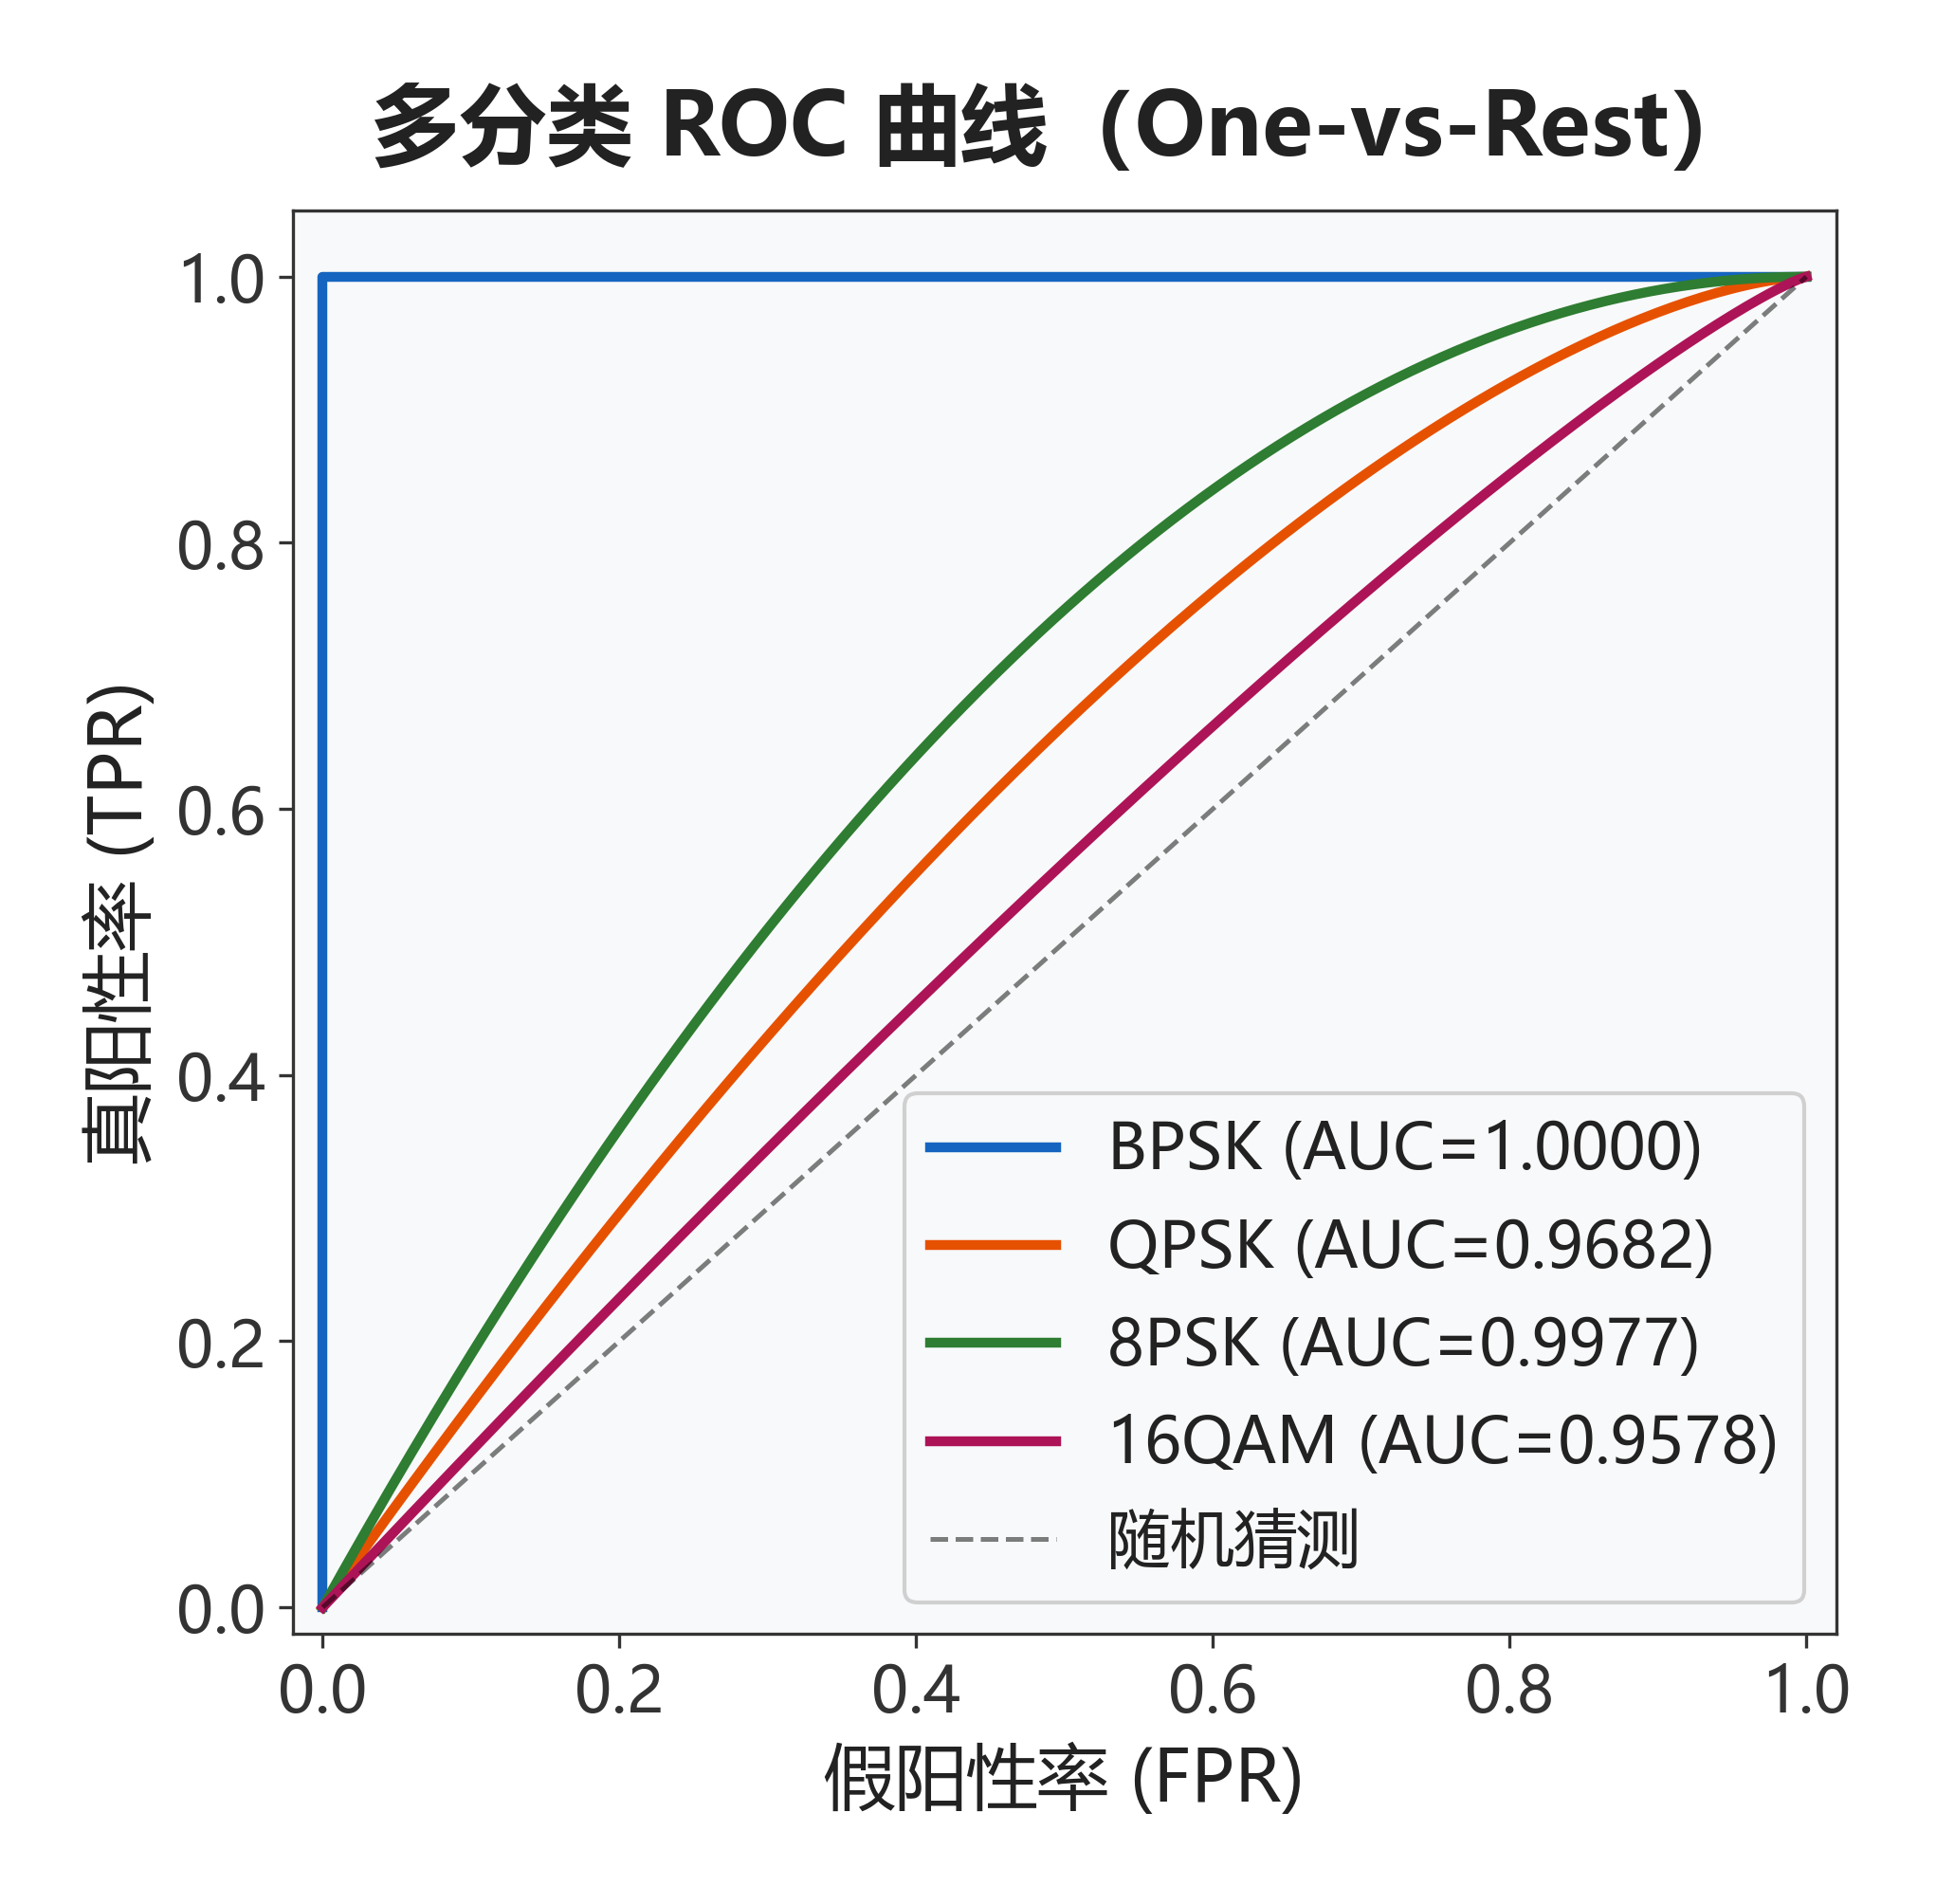 多分类 ROC 曲线 (One-vs-Rest)
真阳性率 (TPR)
1.0
0.8
0.6
0.4
0.2
0.0
BPSK (AUC=1.0000)
QPSK (AUC=0.9682)
8PSK (AUC=0.9977)
16QAM (AUC=0.9578)
随机猜测
0.0 0.2 0.4 0.6 0.8 1.0
假阳性率 (FPR)